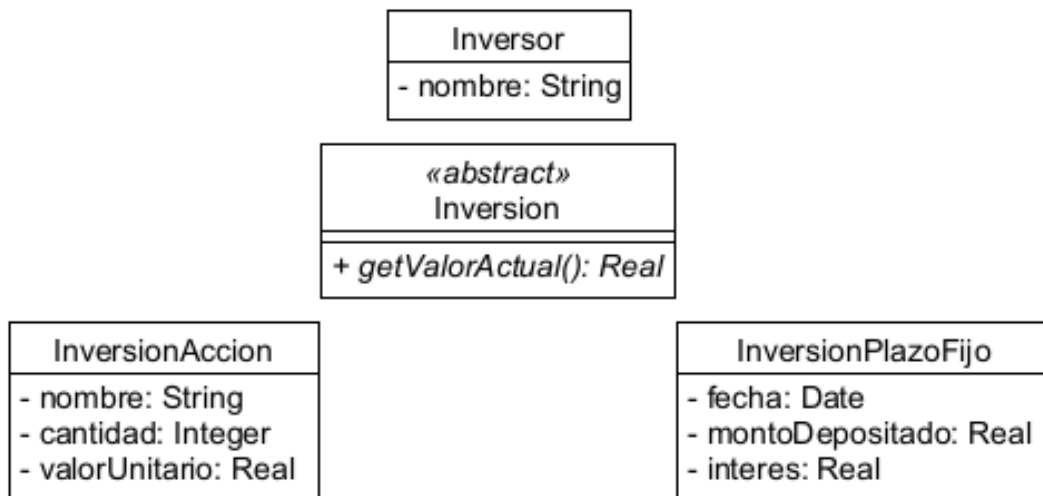 Inversor
- nombre: String
«abstract»
Inversion
+ getValorActual(): Real
InversionAccion
- nombre: String
- cantidad: Integer
- valorUnitario: Real
InversionPlazoFijo
- fecha: Date
- montoDepositado: Real
- interes: Real